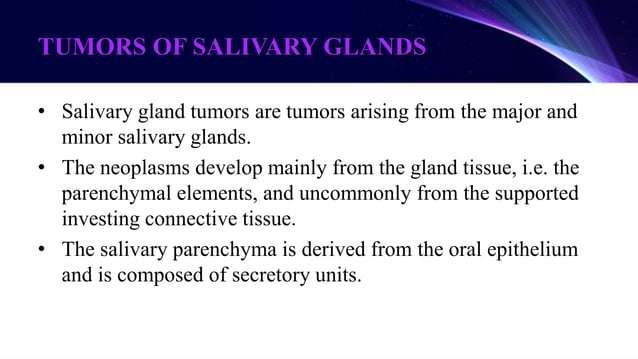 TUMORS OF SALIVARY GLANDS
• Salivary gland tumors are tumors arising from the major and
minor salivary glands.
• The neoplasms develop mainly from the gland tissue, i.e. the
parenchymal elements, and uncommonly from the supported
investing connective tissue.
• The salivary parenchyma is derived from the oral epithelium
and is composed of secretory units.